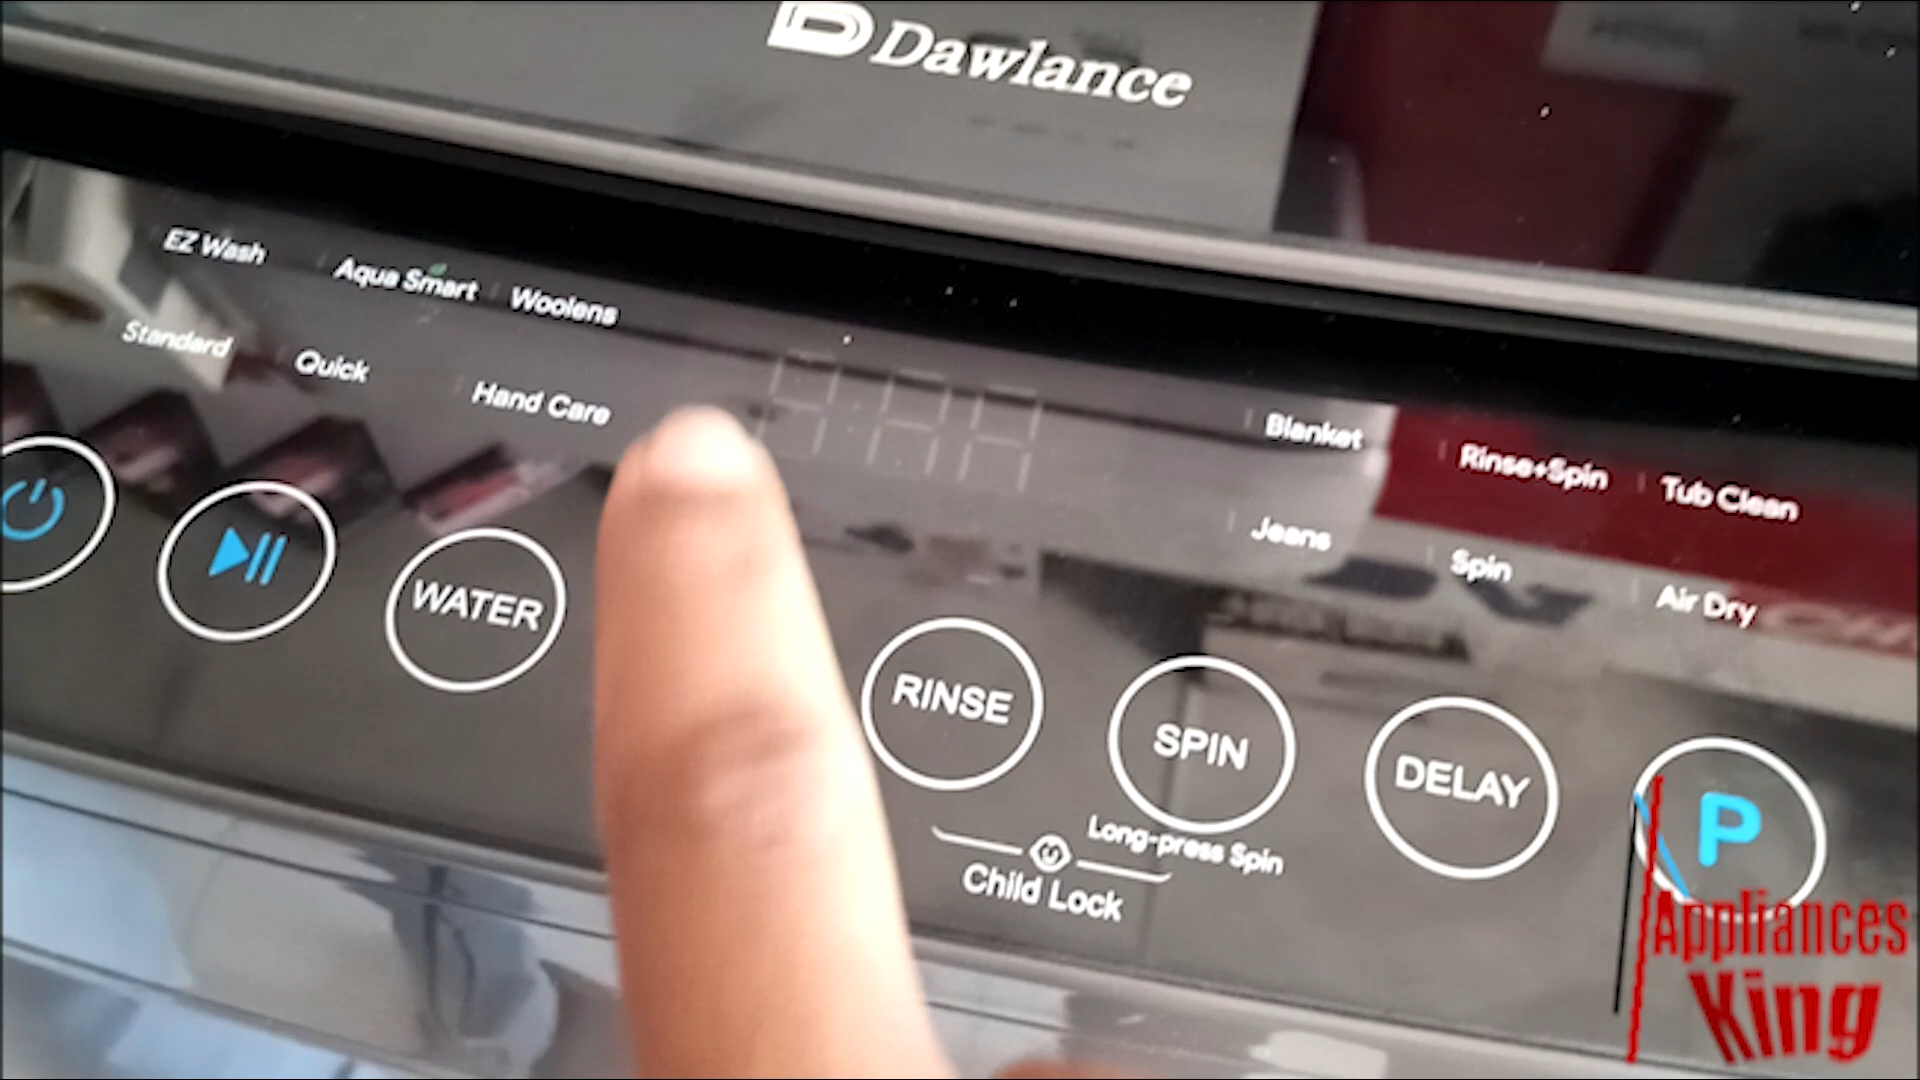 Dawlance
EZ Wash
Aqua Smart
Woolens
Standard
Quick
Hand Care
Blanket
Rinse+Spin
Tub Clean
Jeans
Spin
Air Dry
WATER
RINSE
SPIN
DELAY
P
Long-press Spin
Child Lock
Appliances
King